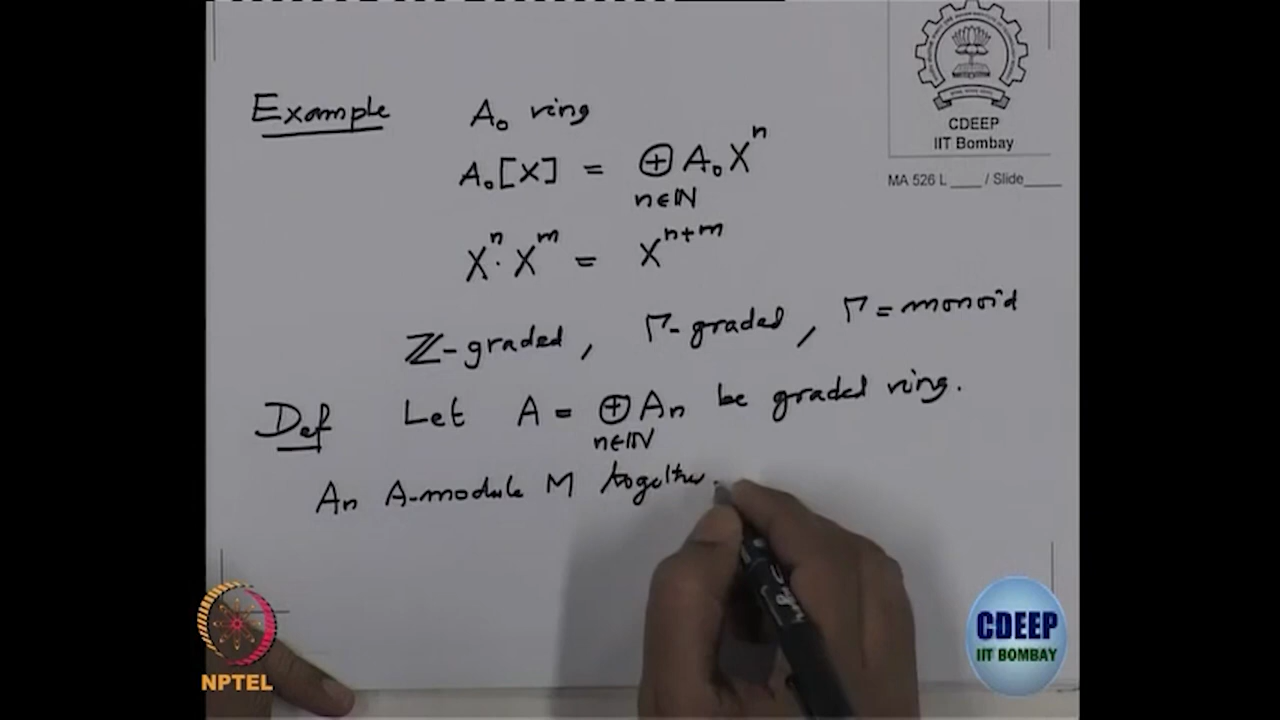 CDEEP
IIT Bombay
MA 526 L ____ / Slide_____
Example A₀ ring
A₀[X] = ⊕ A₀Xⁿ
n∈ℕ
Xⁿ · Xᵐ = Xⁿ⁺ᵐ
ℤ-graded, Γ-graded, Γ = monoid
Def Let A = ⊕ Aₙ be graded ring.
n∈ℕ
An A-module M together
NPTEL
CDEEP
IIT BOMBAY